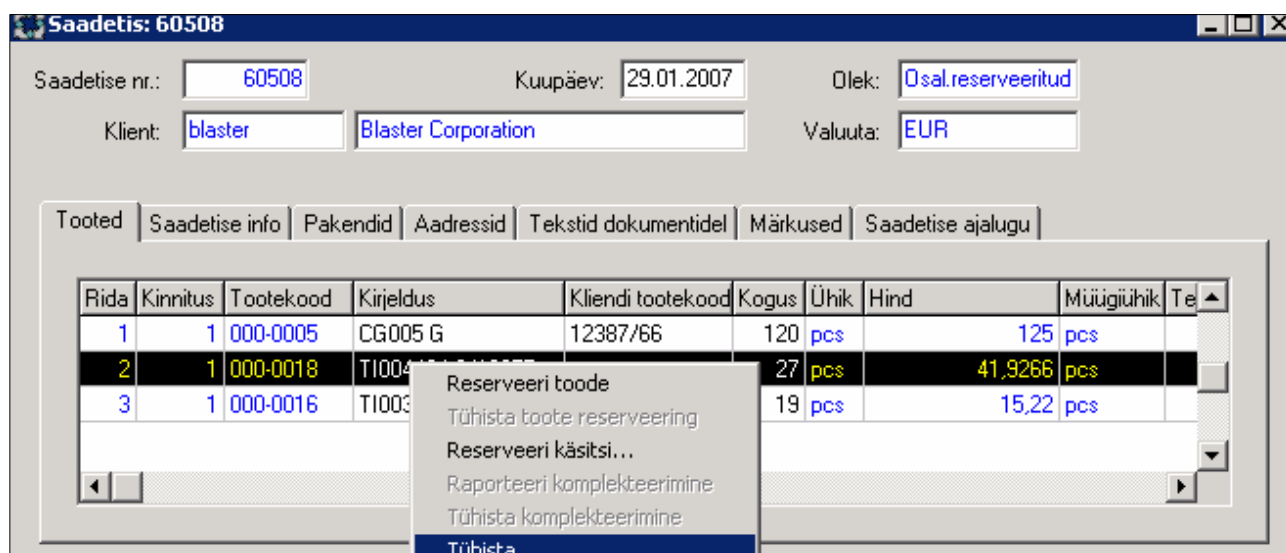 Saadetis: 60508
Saadetise nr.: 60508 Kuupäev: 29.01.2007 Olek: Osal.reserveeritud
Klient: blaster Blaster Corporation Valuuta: EUR
Tooted Saadetise info Pakendid Aadressid Tekstid dokumentidel Märkused Saadetise ajalugu
Rida Kinnitus Tootekood Kirjeldus Kliendi tootekood Kogus Ühik Hind Müügiühik Te
1 1 000-0005 CG005 G 12387/66 120 pcs 125 pcs
2 1 000-0018 27 pcs 41,9266 pcs
3 1 000-0016 TI003 19 pcs 15,22 pcs
Reserveeri toode
Tühista toote reserveering
Reserveeri käsitsi...
Raporteeri komplekteerimine
Tühista komplekteerimine
Tühista